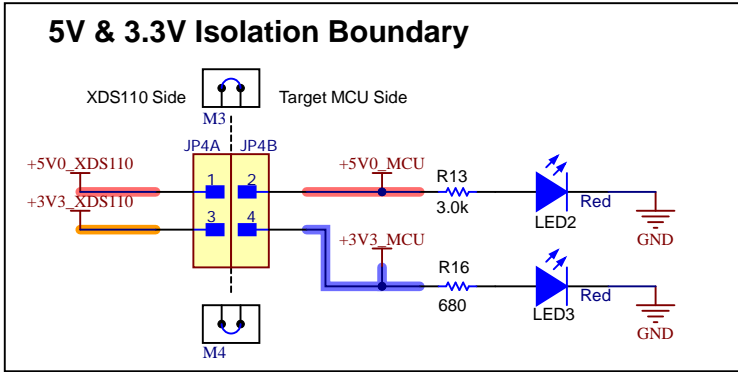 5V & 3.3V Isolation Boundary
XDS110 Side
Target MCU Side
M3
JP4A
JP4B
+5V0_XDS110
+5V0_MCU
1
2
R13
3.0k
LED2
Red
GND
+3V3_XDS110
3
4
+3V3_MCU
R16
680
LED3
Red
GND
M4